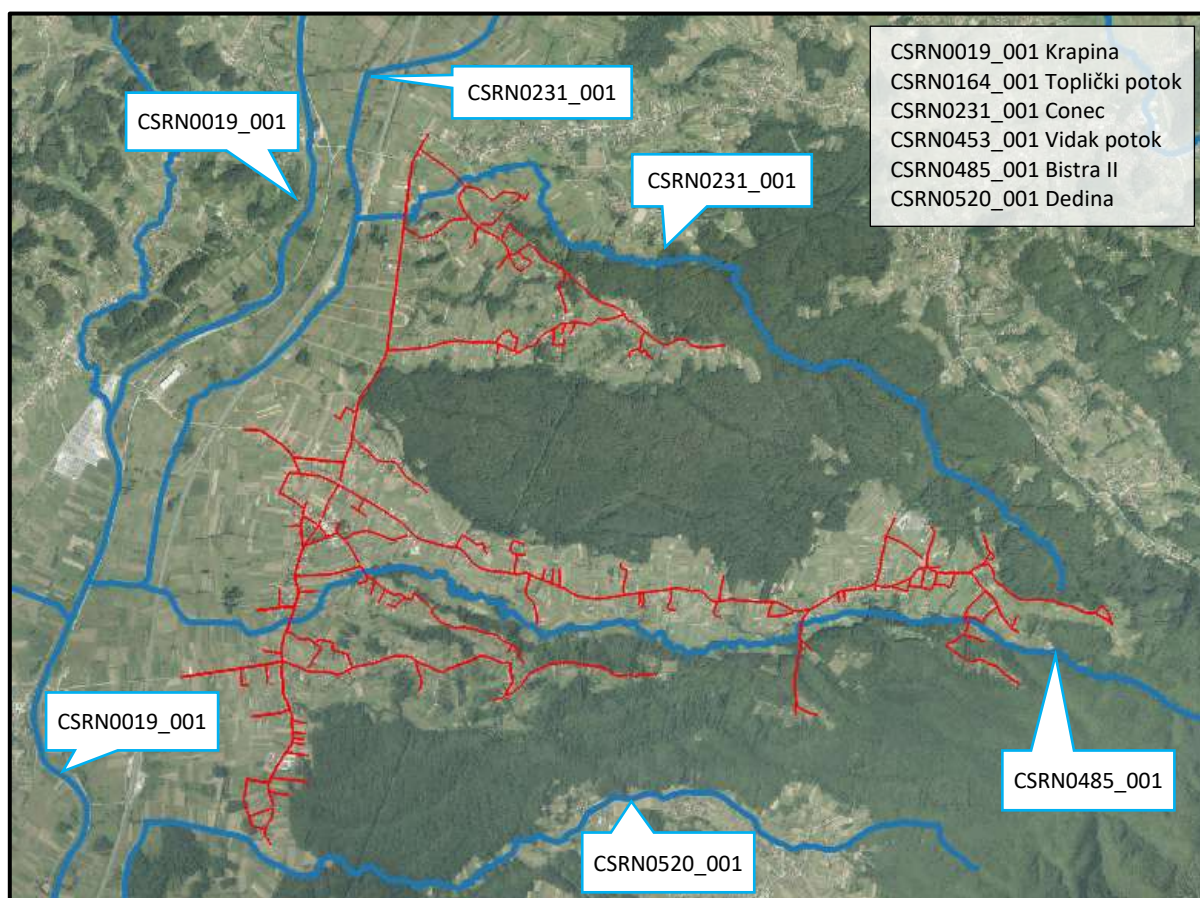 CSRN0019_001 Krapina
CSRN0164_001 Toplički potok
CSRN0231_001 Conec
CSRN0453_001 Vidak potok
CSRN0485_001 Bistra II
CSRN0520_001 Dedina
CSRN0231_001
CSRN0019_001
CSRN0231_001
CSRN0019_001
CSRN0485_001
CSRN0520_001